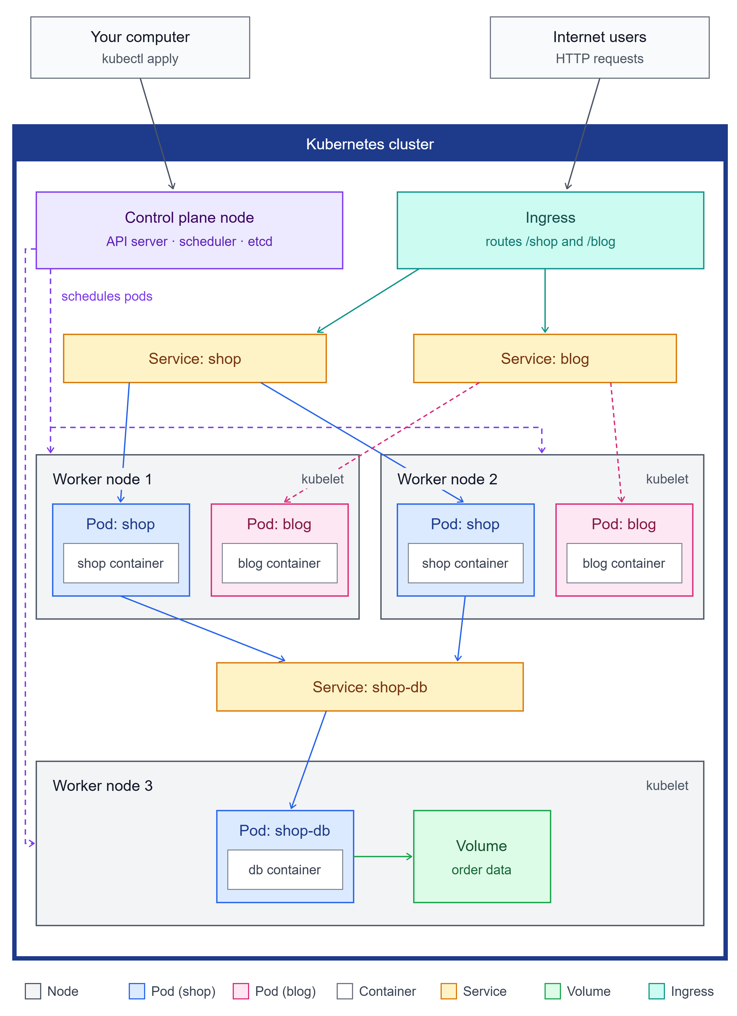 Your computer
kubectl apply
Internet users
HTTP requests
Kubernetes cluster
Control plane node
API server · scheduler · etcd
Ingress
routes /shop and /blog
schedules pods
Service: shop
Service: blog
Worker node 1
kubelet
Worker node 2
kubelet
Pod: shop
shop container
Pod: blog
blog container
Pod: shop
shop container
Pod: blog
blog container
Service: shop-db
Worker node 3
kubelet
Pod: shop-db
db container
Volume
order data
Node
Pod (shop)
Pod (blog)
Container
Service
Volume
Ingress